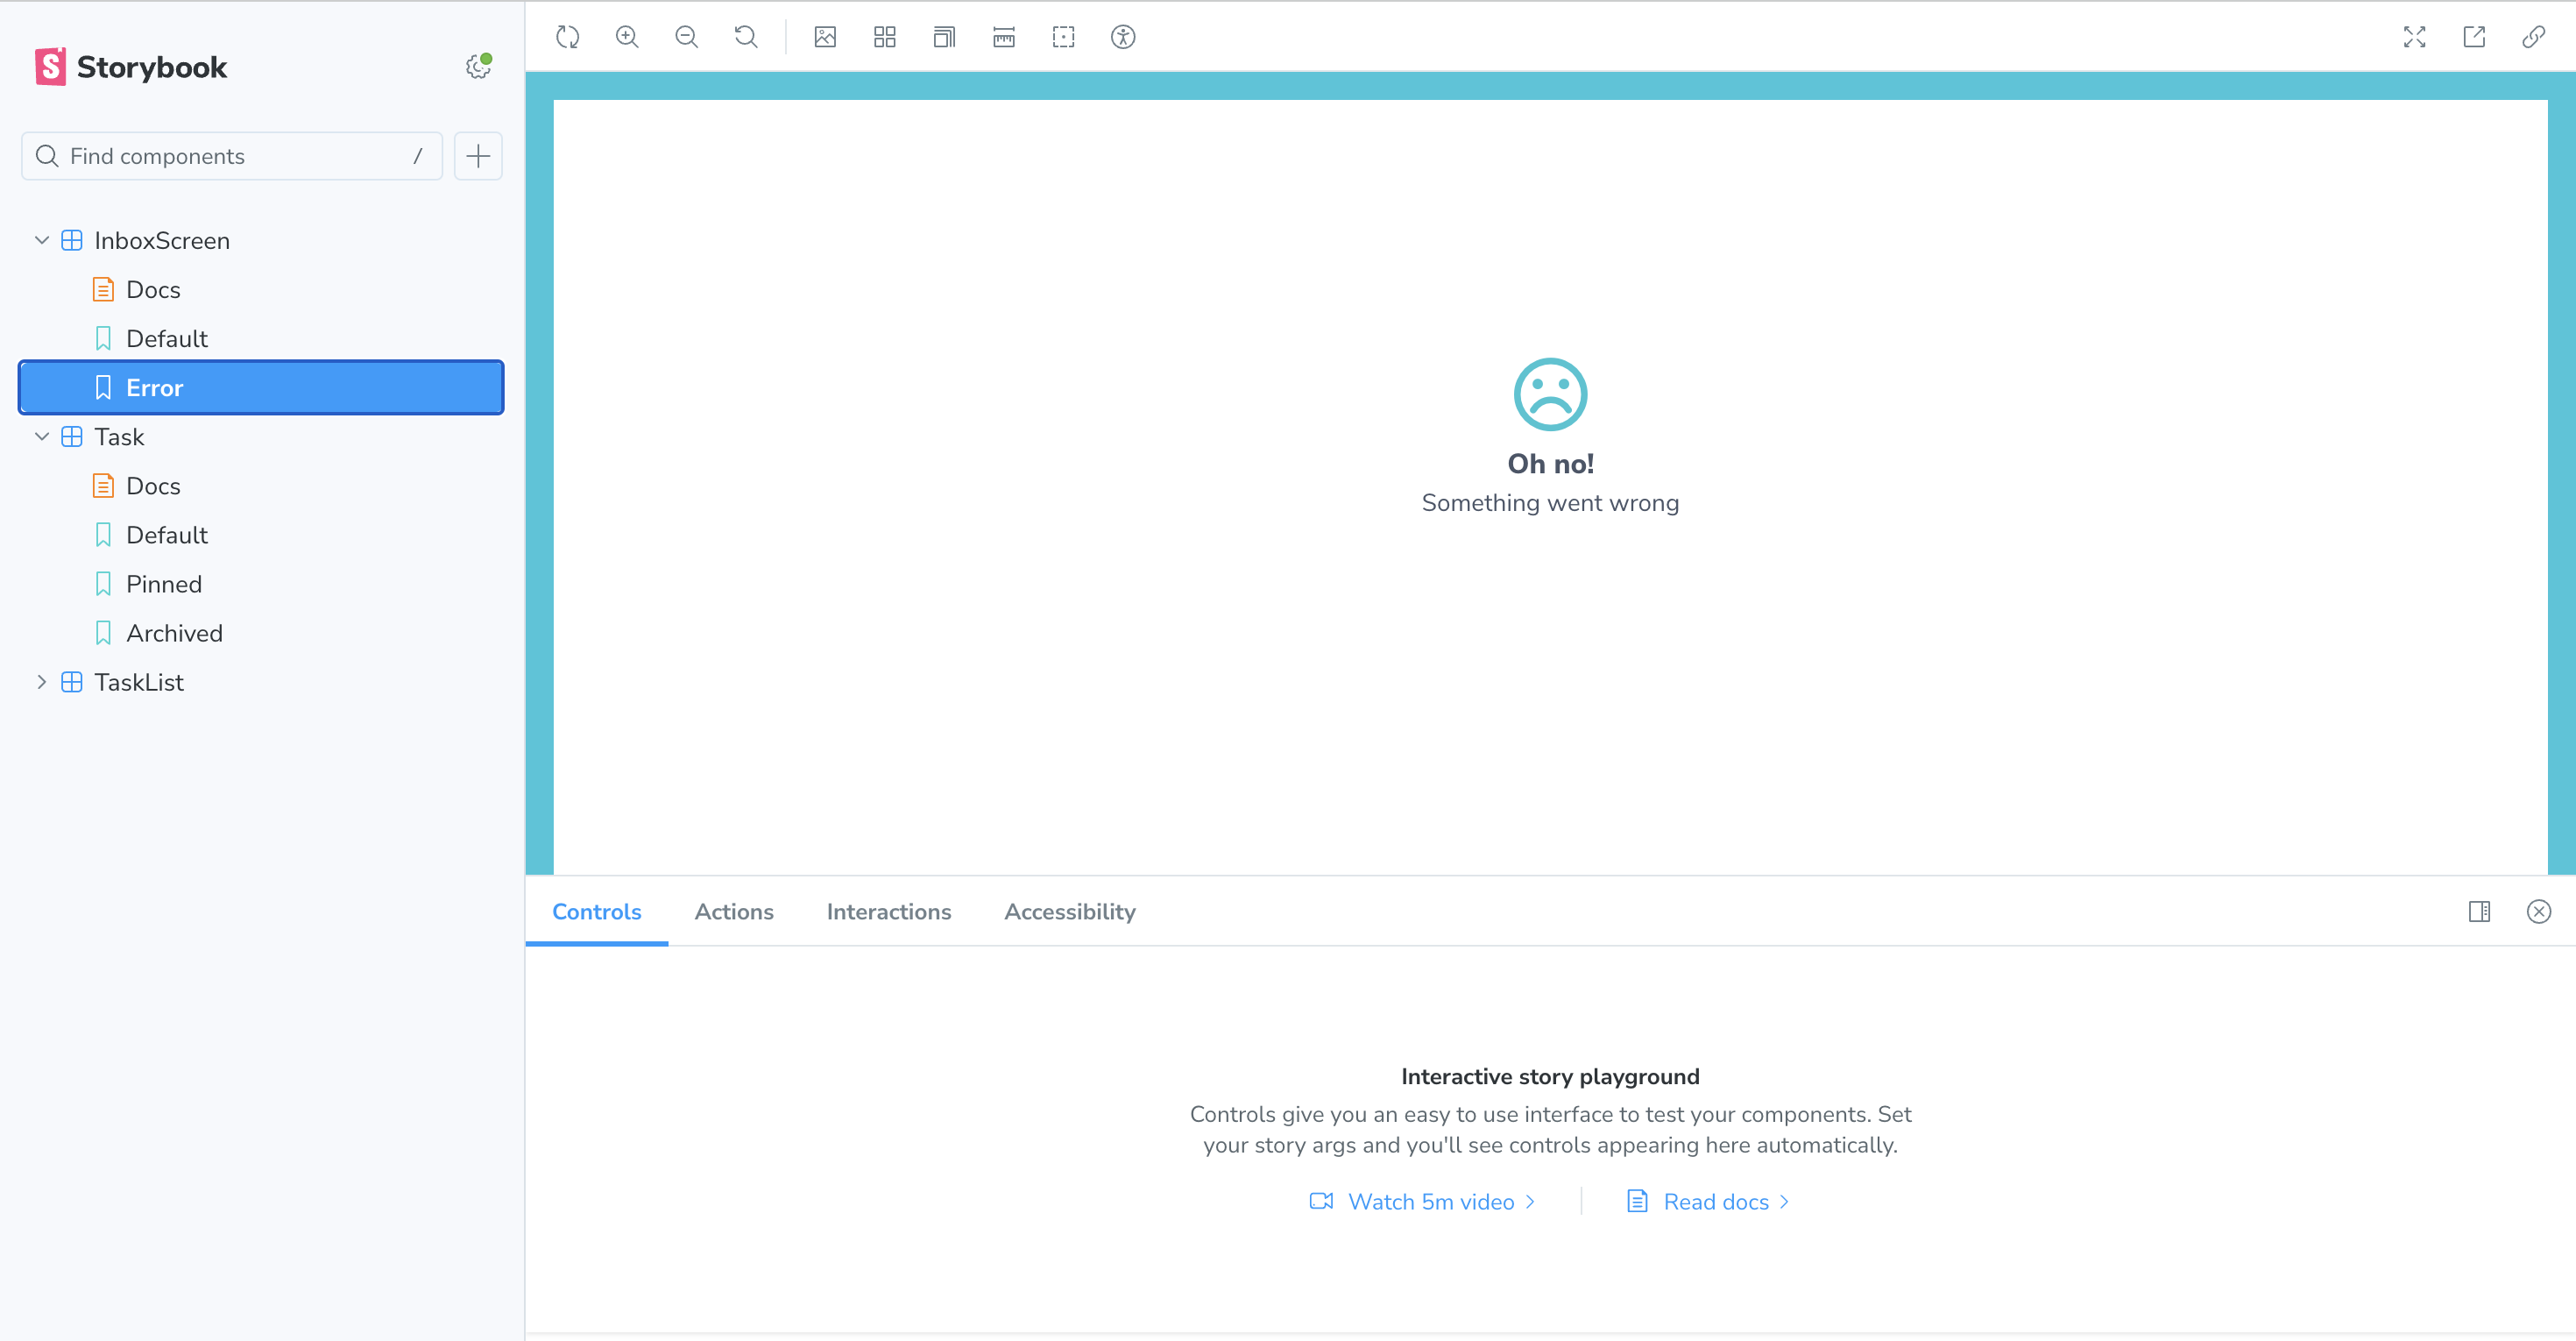 Storybook
Find components /
InboxScreen
Docs
Default
Error
Task
Docs
Default
Pinned
Archived
TaskList
Oh no!
Something went wrong
Controls Actions Interactions Accessibility
Interactive story playground
Controls give you an easy to use interface to test your components. Set
your story args and you'll see controls appearing here automatically.
Watch 5m video Read docs